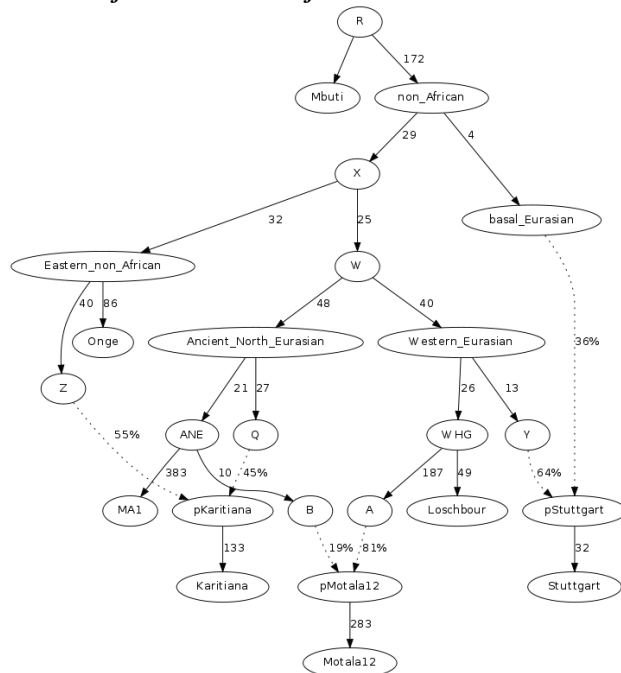 R
172
Mbuti
non_African
29
4
X
32
25
basal_Eurasian
Eastern_non_African
W
40
86
48
40
Onge
Ancient_North_Eurasian
Western_Eurasian
36%
Z
21
27
26
13
55%
ANE
Q
WHG
Y
383
10
45%
187
49
64%
MA1
pKaritiana
B
A
Loschbour
pStuttgart
133
19%
81%
32
Karitiana
pMotala12
Stuttgart
283
Motala12